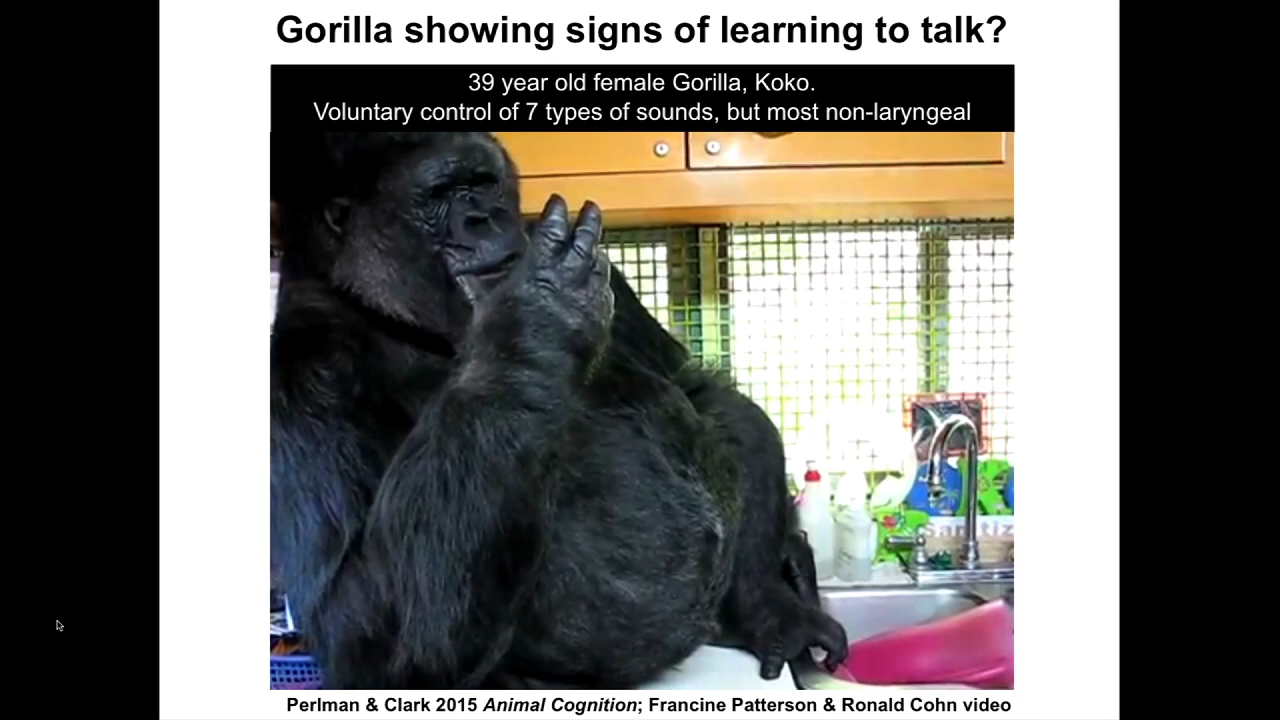 Gorilla showing signs of learning to talk?
39 year old female Gorilla, Koko.
Voluntary control of 7 types of sounds, but most non-laryngeal
Sanitiz
Perlman & Clark 2015 Animal Cognition; Francine Patterson & Ronald Cohn video